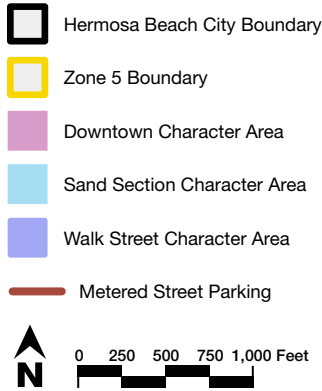 Hermosa Beach City Boundary
Zone 5 Boundary
Downtown Character Area
Sand Section Character Area
Walk Street Character Area
Metered Street Parking
N
0 250 500 750 1,000 Feet